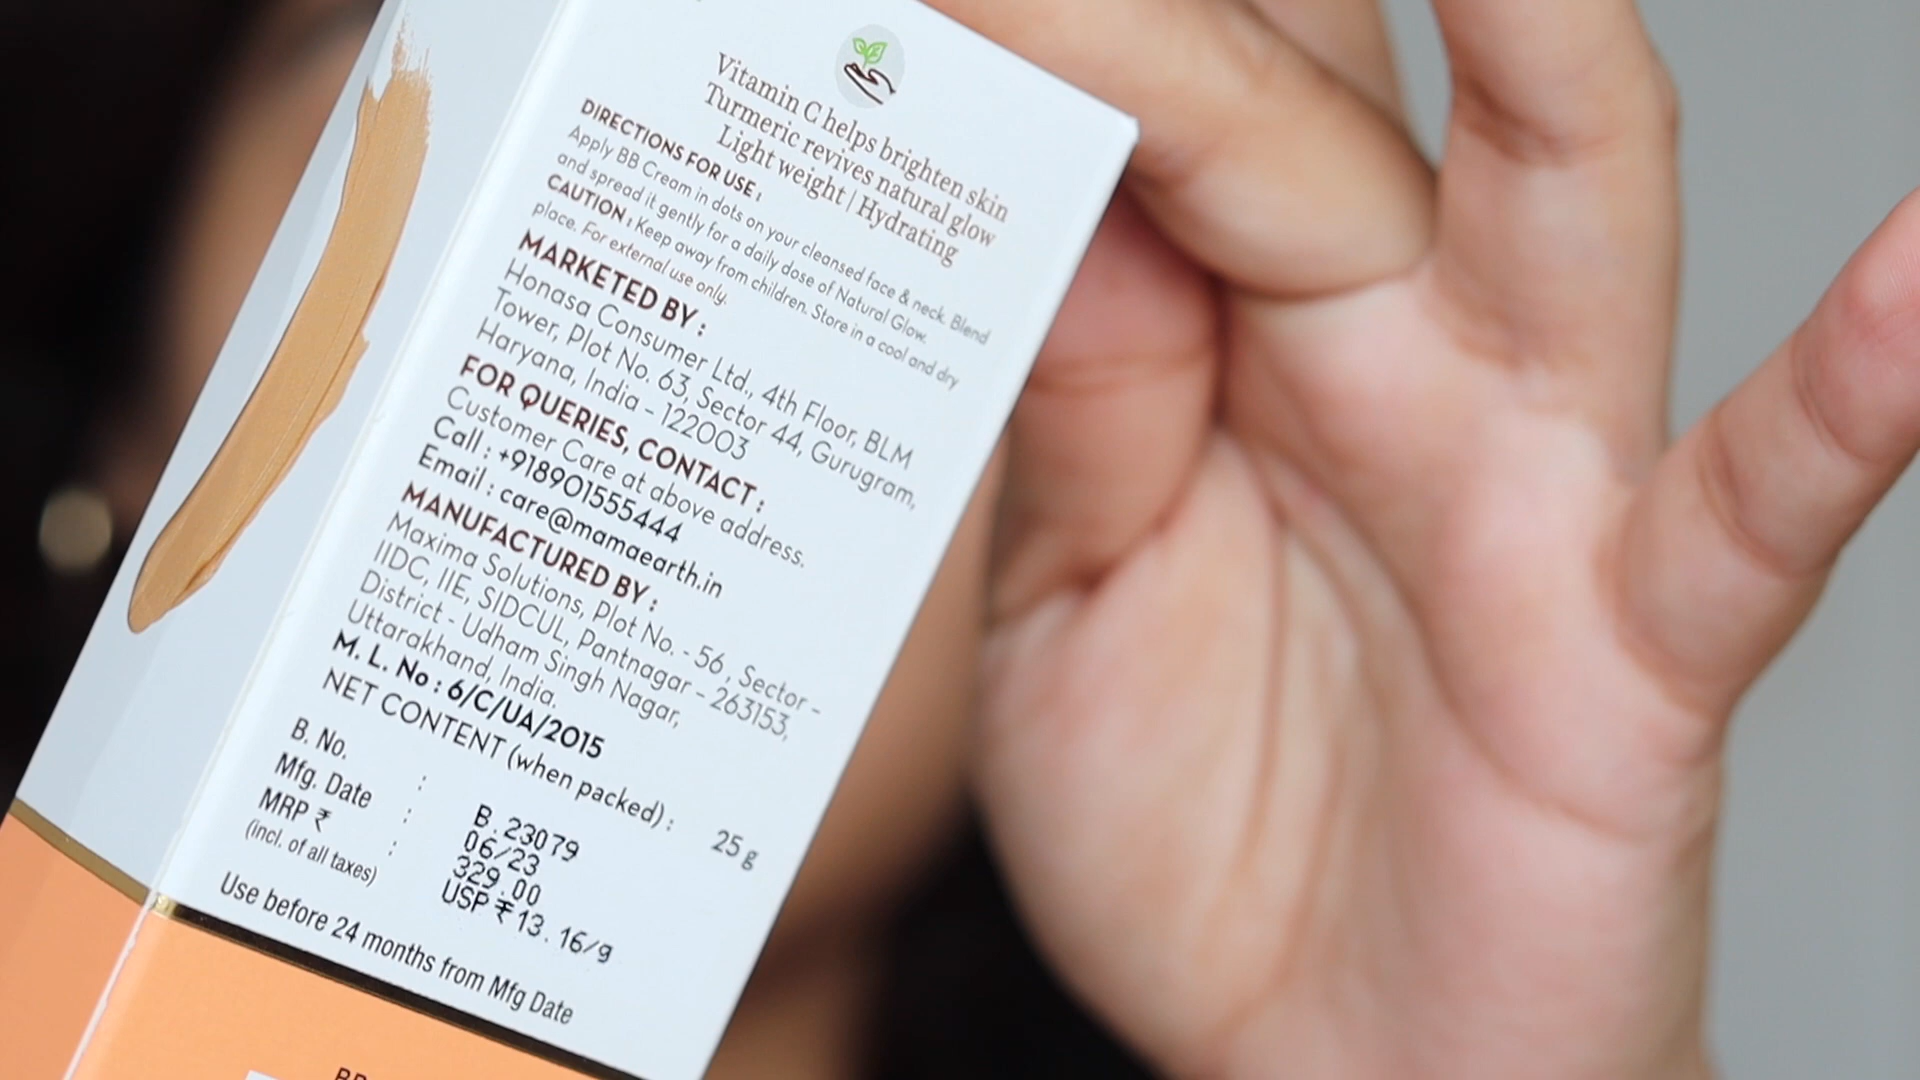 Vitamin C helps brighten skin
Turmeric revives natural glow
Light weight | Hydrating
DIRECTIONS FOR USE :
Apply BB Cream in dots on your cleansed face & neck. Blend
and spread it gently for a daily dose of Natural Glow.
CAUTION : Keep away from children. Store in a cool and dry
place. For external use only.
MARKETED BY :
Honasa Consumer Ltd., 4th Floor, BLM
Tower, Plot No. 63, Sector 44, Gurugram,
Haryana, India - 122003
FOR QUERIES, CONTACT :
Customer Care at above address.
Call : +918901555444
Email : care@mamaearth.in
MANUFACTURED BY :
Maxima Solutions, Plot No. - 56 , Sector -
IIDC, IIE, SIDCUL, Pantnagar - 263153,
District - Udham Singh Nagar,
Uttarakhand, India.
M. L. No : 6/C/UA/2015
NET CONTENT (when packed) : 25 g
B. No. : B. 23079
Mfg. Date : 06/23
MRP ₹ : 329.00
(incl. of all taxes) USP ₹ 13. 16/g
Use before 24 months from Mfg Date